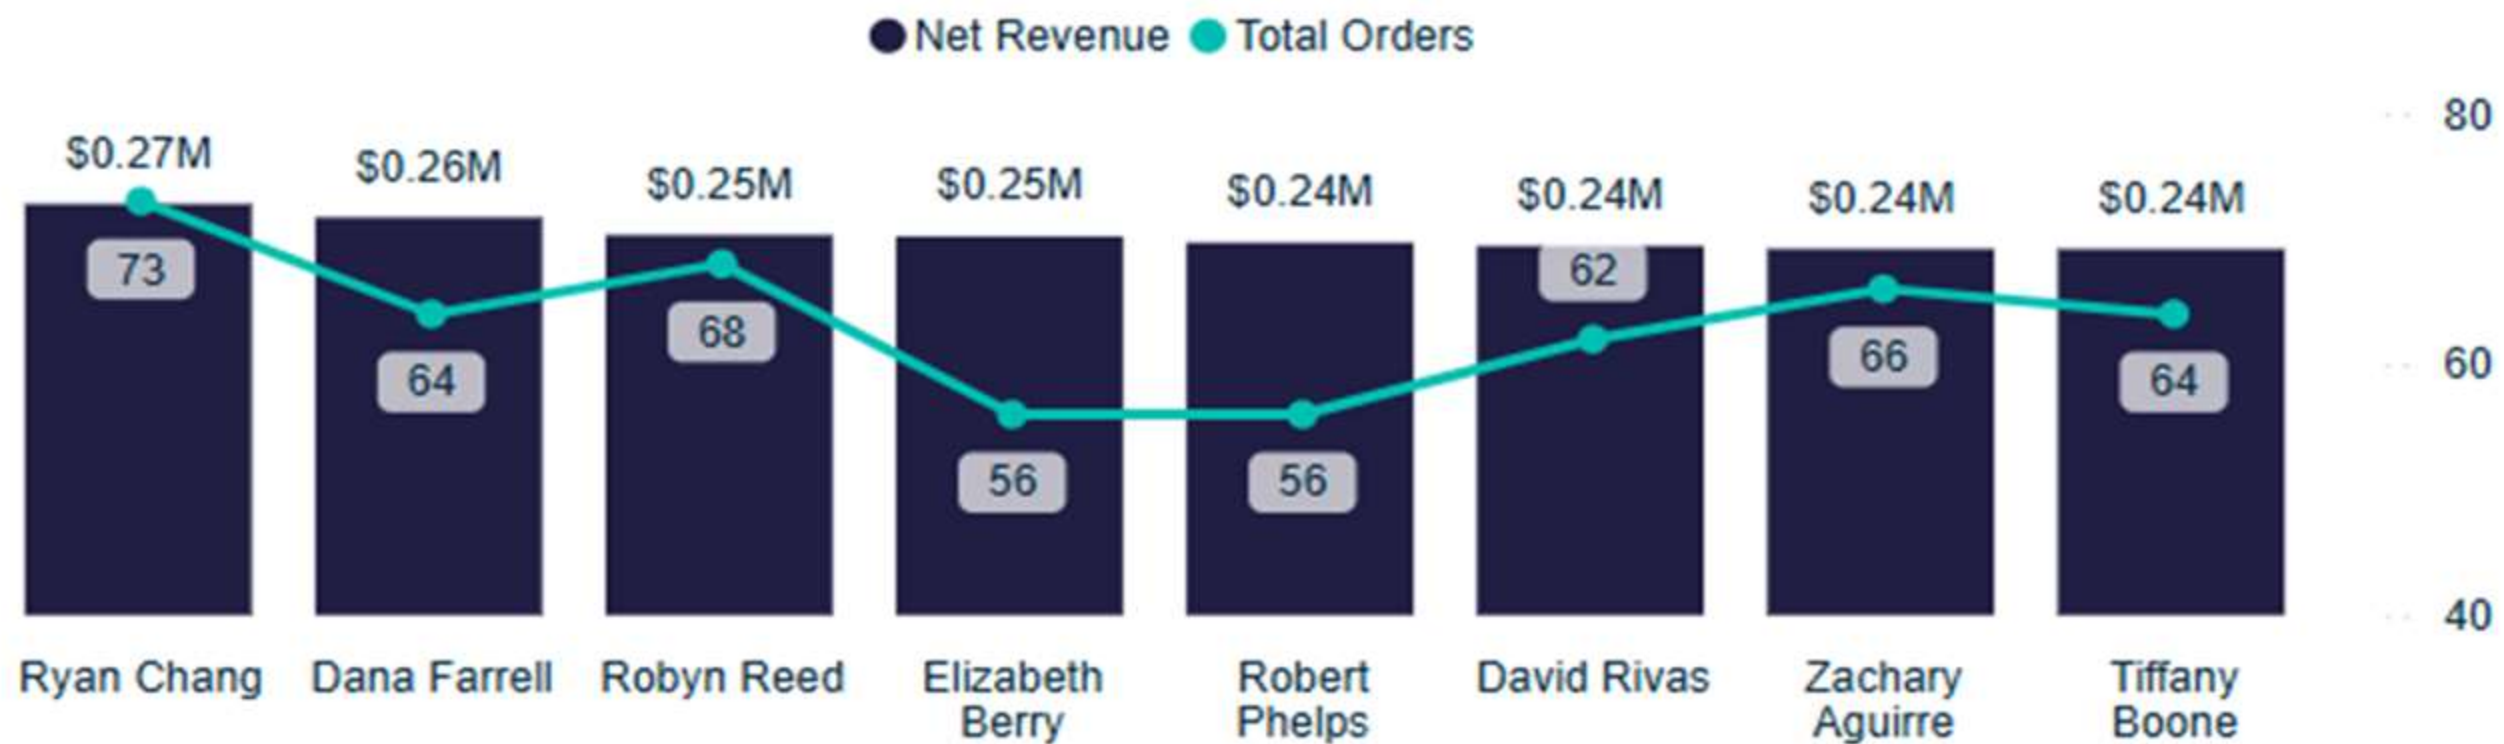 Net Revenue Total Orders
80
$0.27M $0.26M $0.25M $0.25M $0.24M $0.24M $0.24M $0.24M
73 64 68 56 56 62 66 64
60
40
Ryan Chang
Dana Farrell
Robyn Reed
Elizabeth
Berry
Robert
Phelps
David Rivas
Zachary
Aguirre
Tiffany
Boone